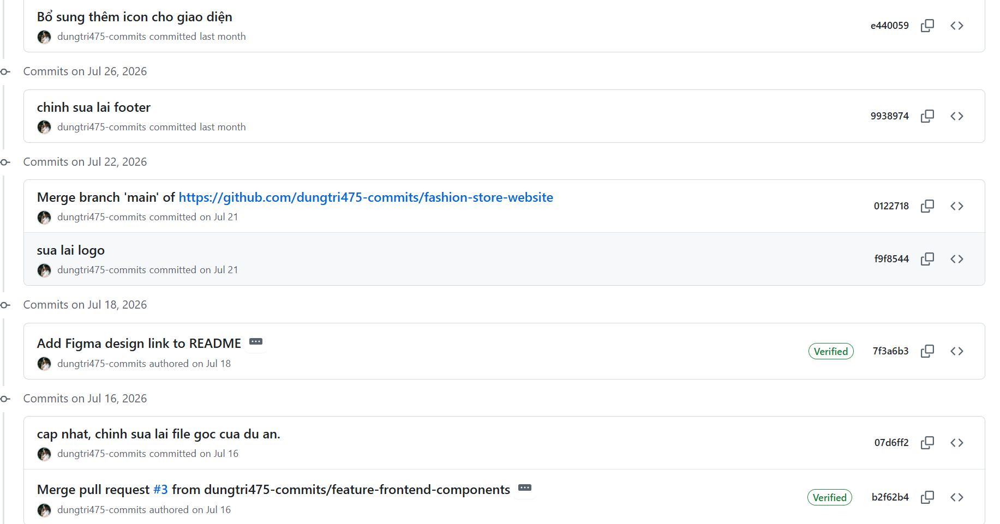 Bổ sung thêm icon cho giao diện
e440059
dungtri475-commits committed last month
Commits on Jul 26, 2026
chinh sua lai footer
9938974
dungtri475-commits committed last month
Commits on Jul 22, 2026
Merge branch 'main' of https://github.com/dungtri475-commits/fashion-store-website
0122718
dungtri475-commits committed on Jul 21
sua lai logo
f9f8544
dungtri475-commits committed on Jul 21
Commits on Jul 18, 2026
Add Figma design link to README
Verified 7f3a6b3
dungtri475-commits authored on Jul 18
Commits on Jul 16, 2026
cap nhat, chinh sua lai file goc cua du an.
07d6ff2
dungtri475-commits committed on Jul 16
Merge pull request #3 from dungtri475-commits/feature-frontend-components
Verified b2f62b4
dungtri475-commits authored on Jul 16